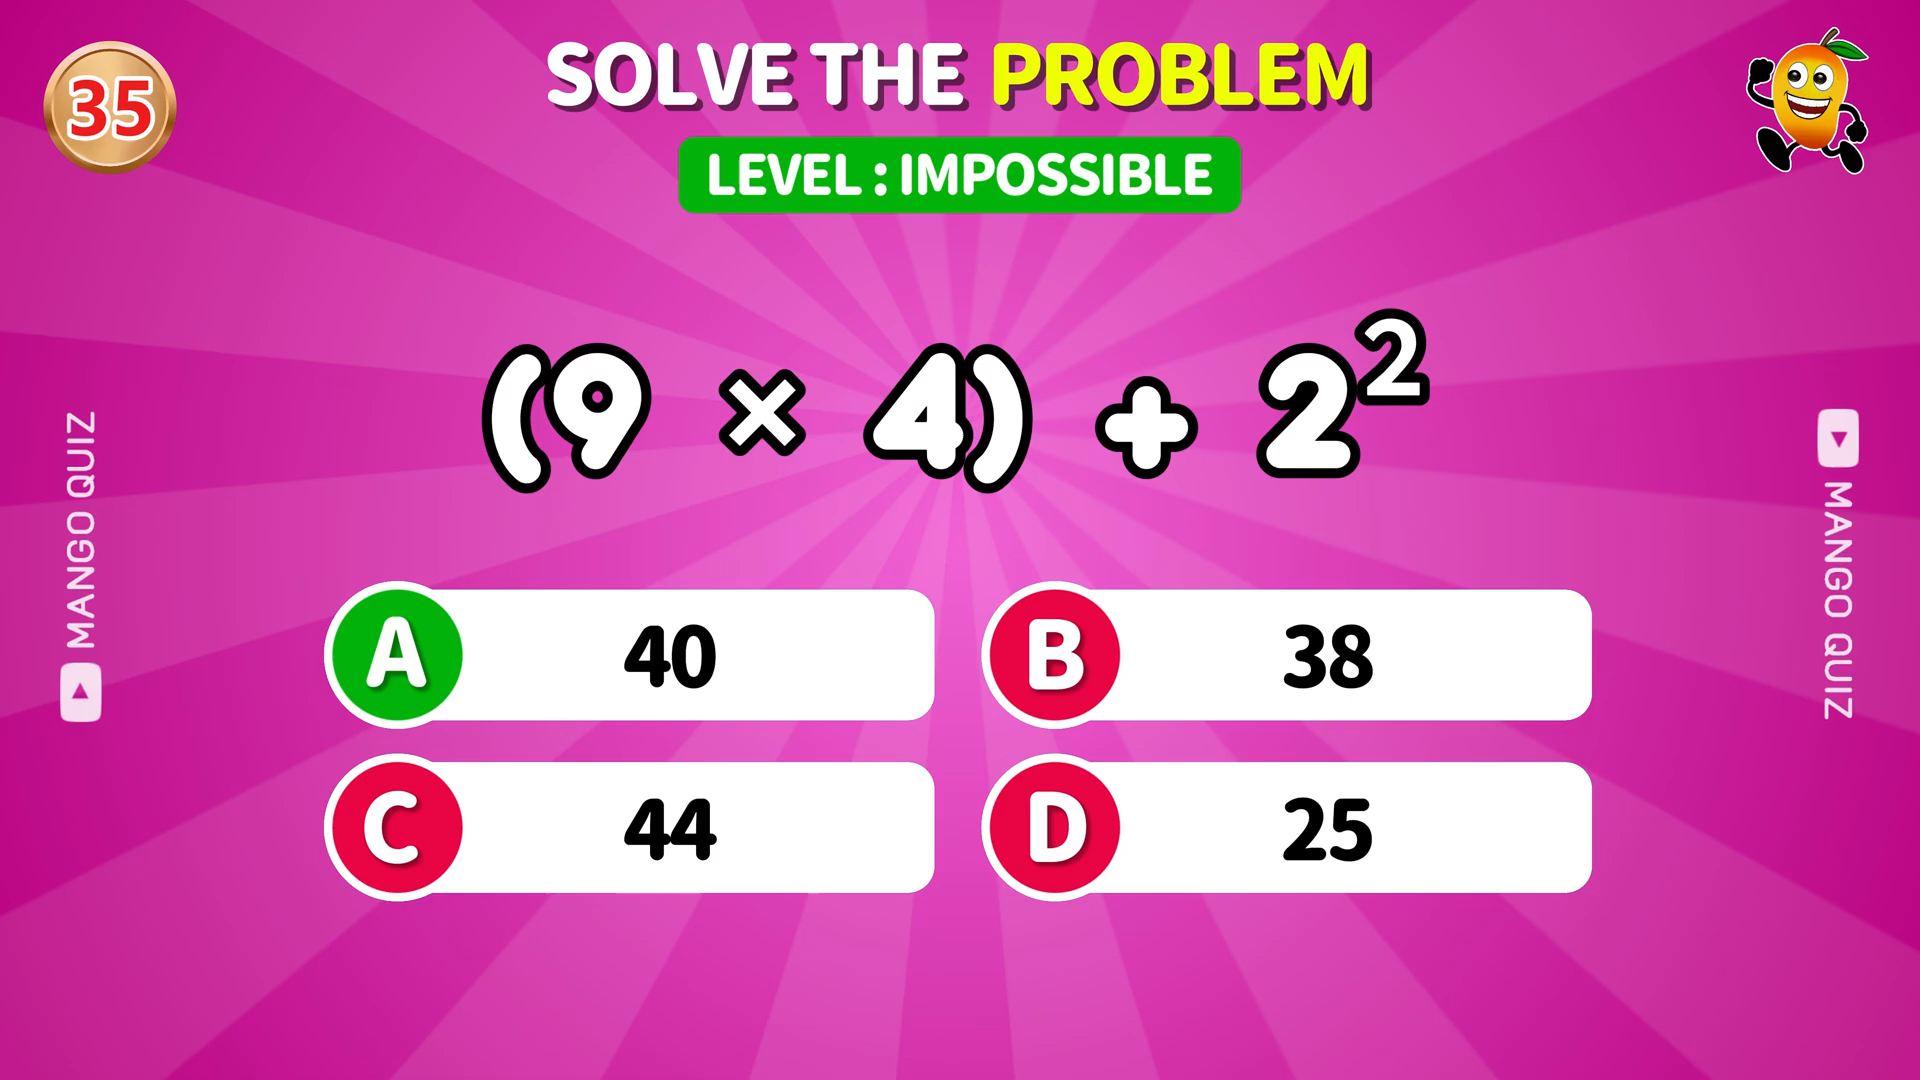 35
SOLVE THE PROBLEM
LEVEL : IMPOSSIBLE
(9 × 4) + 2²
A 40
B 38
C 44
D 25
MANGO QUIZ
MANGO QUIZ